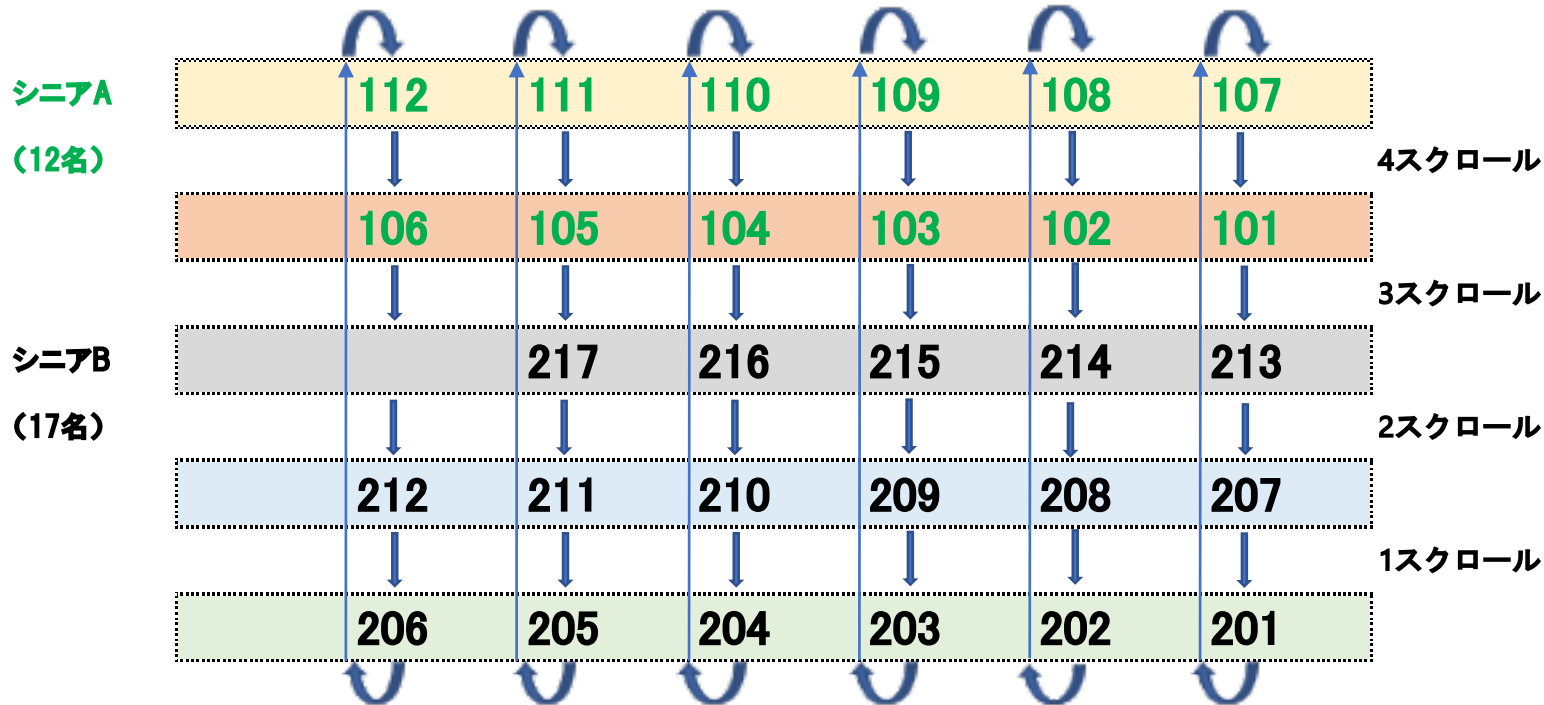 シニアA 112 111 110 109 108 107
（12名） 4スクロール
106 105 104 103 102 101
3スクロール
シニアB 217 216 215 214 213
（17名） 2スクロール
212 211 210 209 208 207
1スクロール
206 205 204 203 202 201